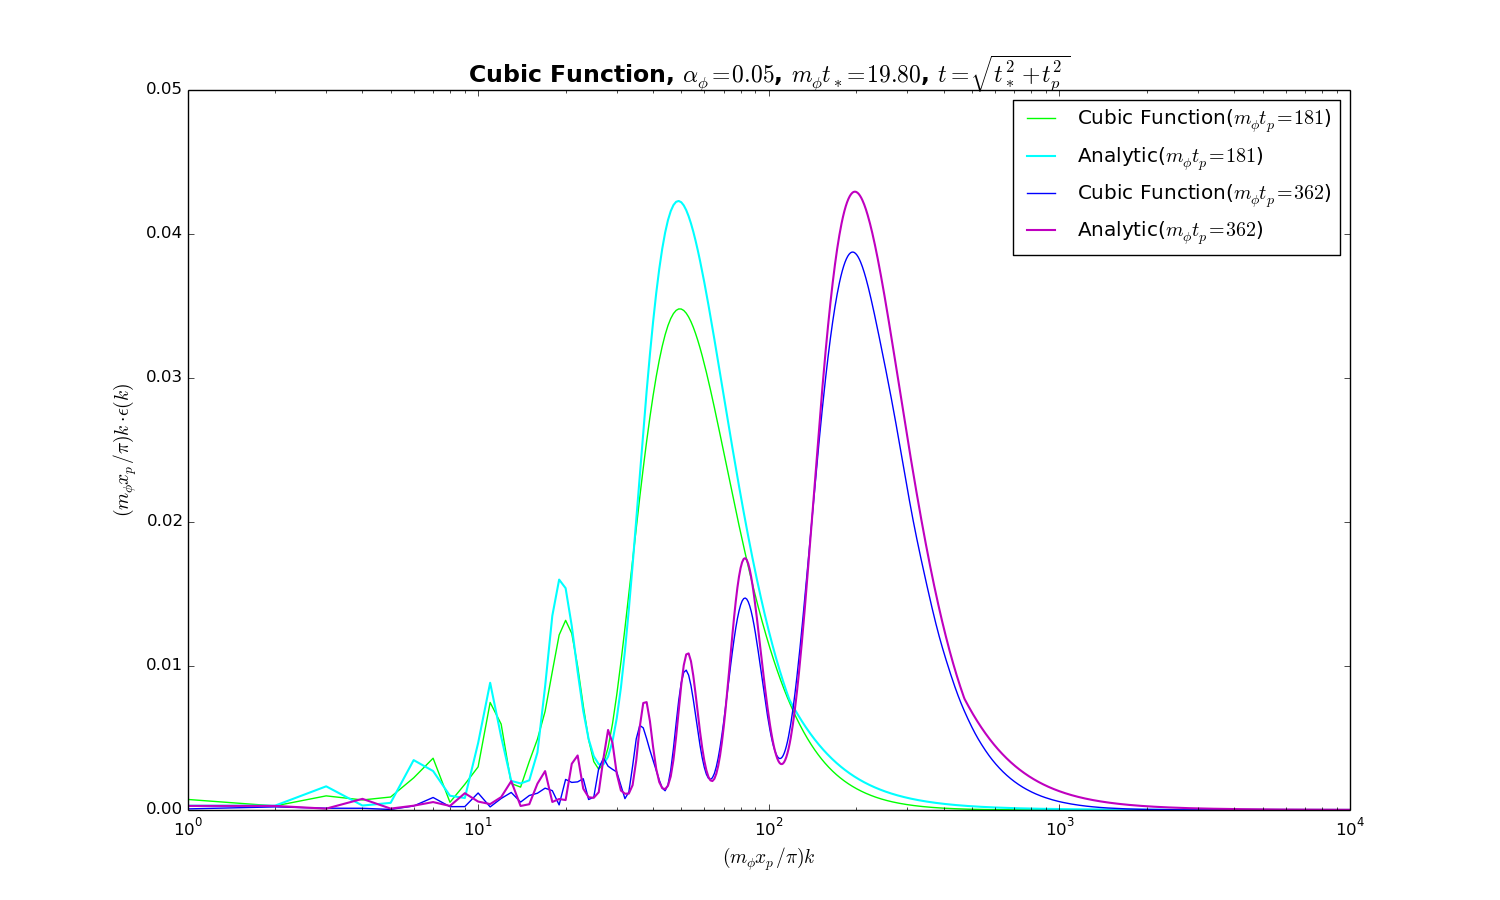 Cubic Function, $\alpha_\phi=0.05$, $m_\phi t_*=19.80$, $t=\sqrt{t_*^2+t_p^2}$
0.05
Cubic Function($m_\phi t_p=181$)
Analytic($m_\phi t_p=181$)
Cubic Function($m_\phi t_p=362$)
Analytic($m_\phi t_p=362$)
0.04
0.03
0.02
0.01
0.00
$(m_\phi x_p/\pi)k \cdot \epsilon(k)$
$10^0$ $10^1$ $10^2$ $10^3$ $10^4$
$(m_\phi x_p/\pi)k$